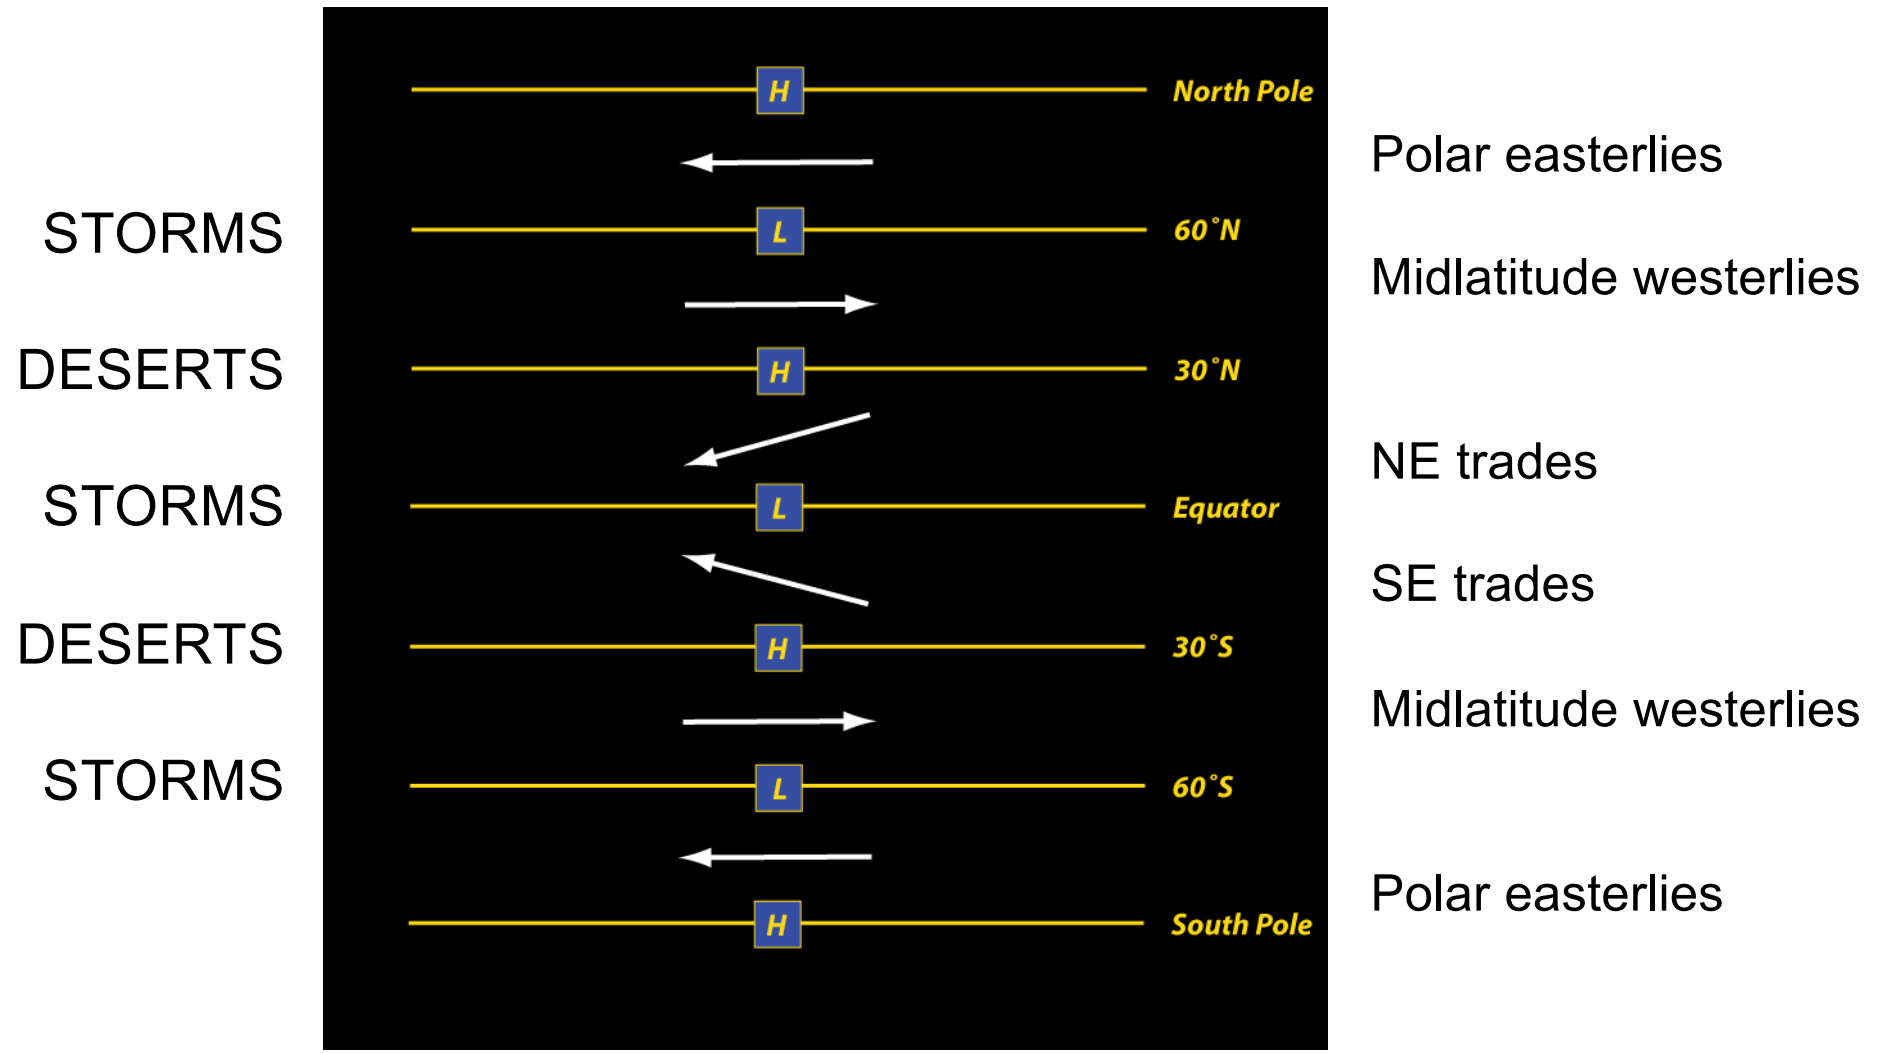 H North Pole
Polar easterlies
STORMS L 60˚N
Midlatitude westerlies
DESERTS H 30˚N
NE trades
STORMS L Equator
SE trades
DESERTS H 30˚S
Midlatitude westerlies
STORMS L 60˚S
Polar easterlies
H South Pole